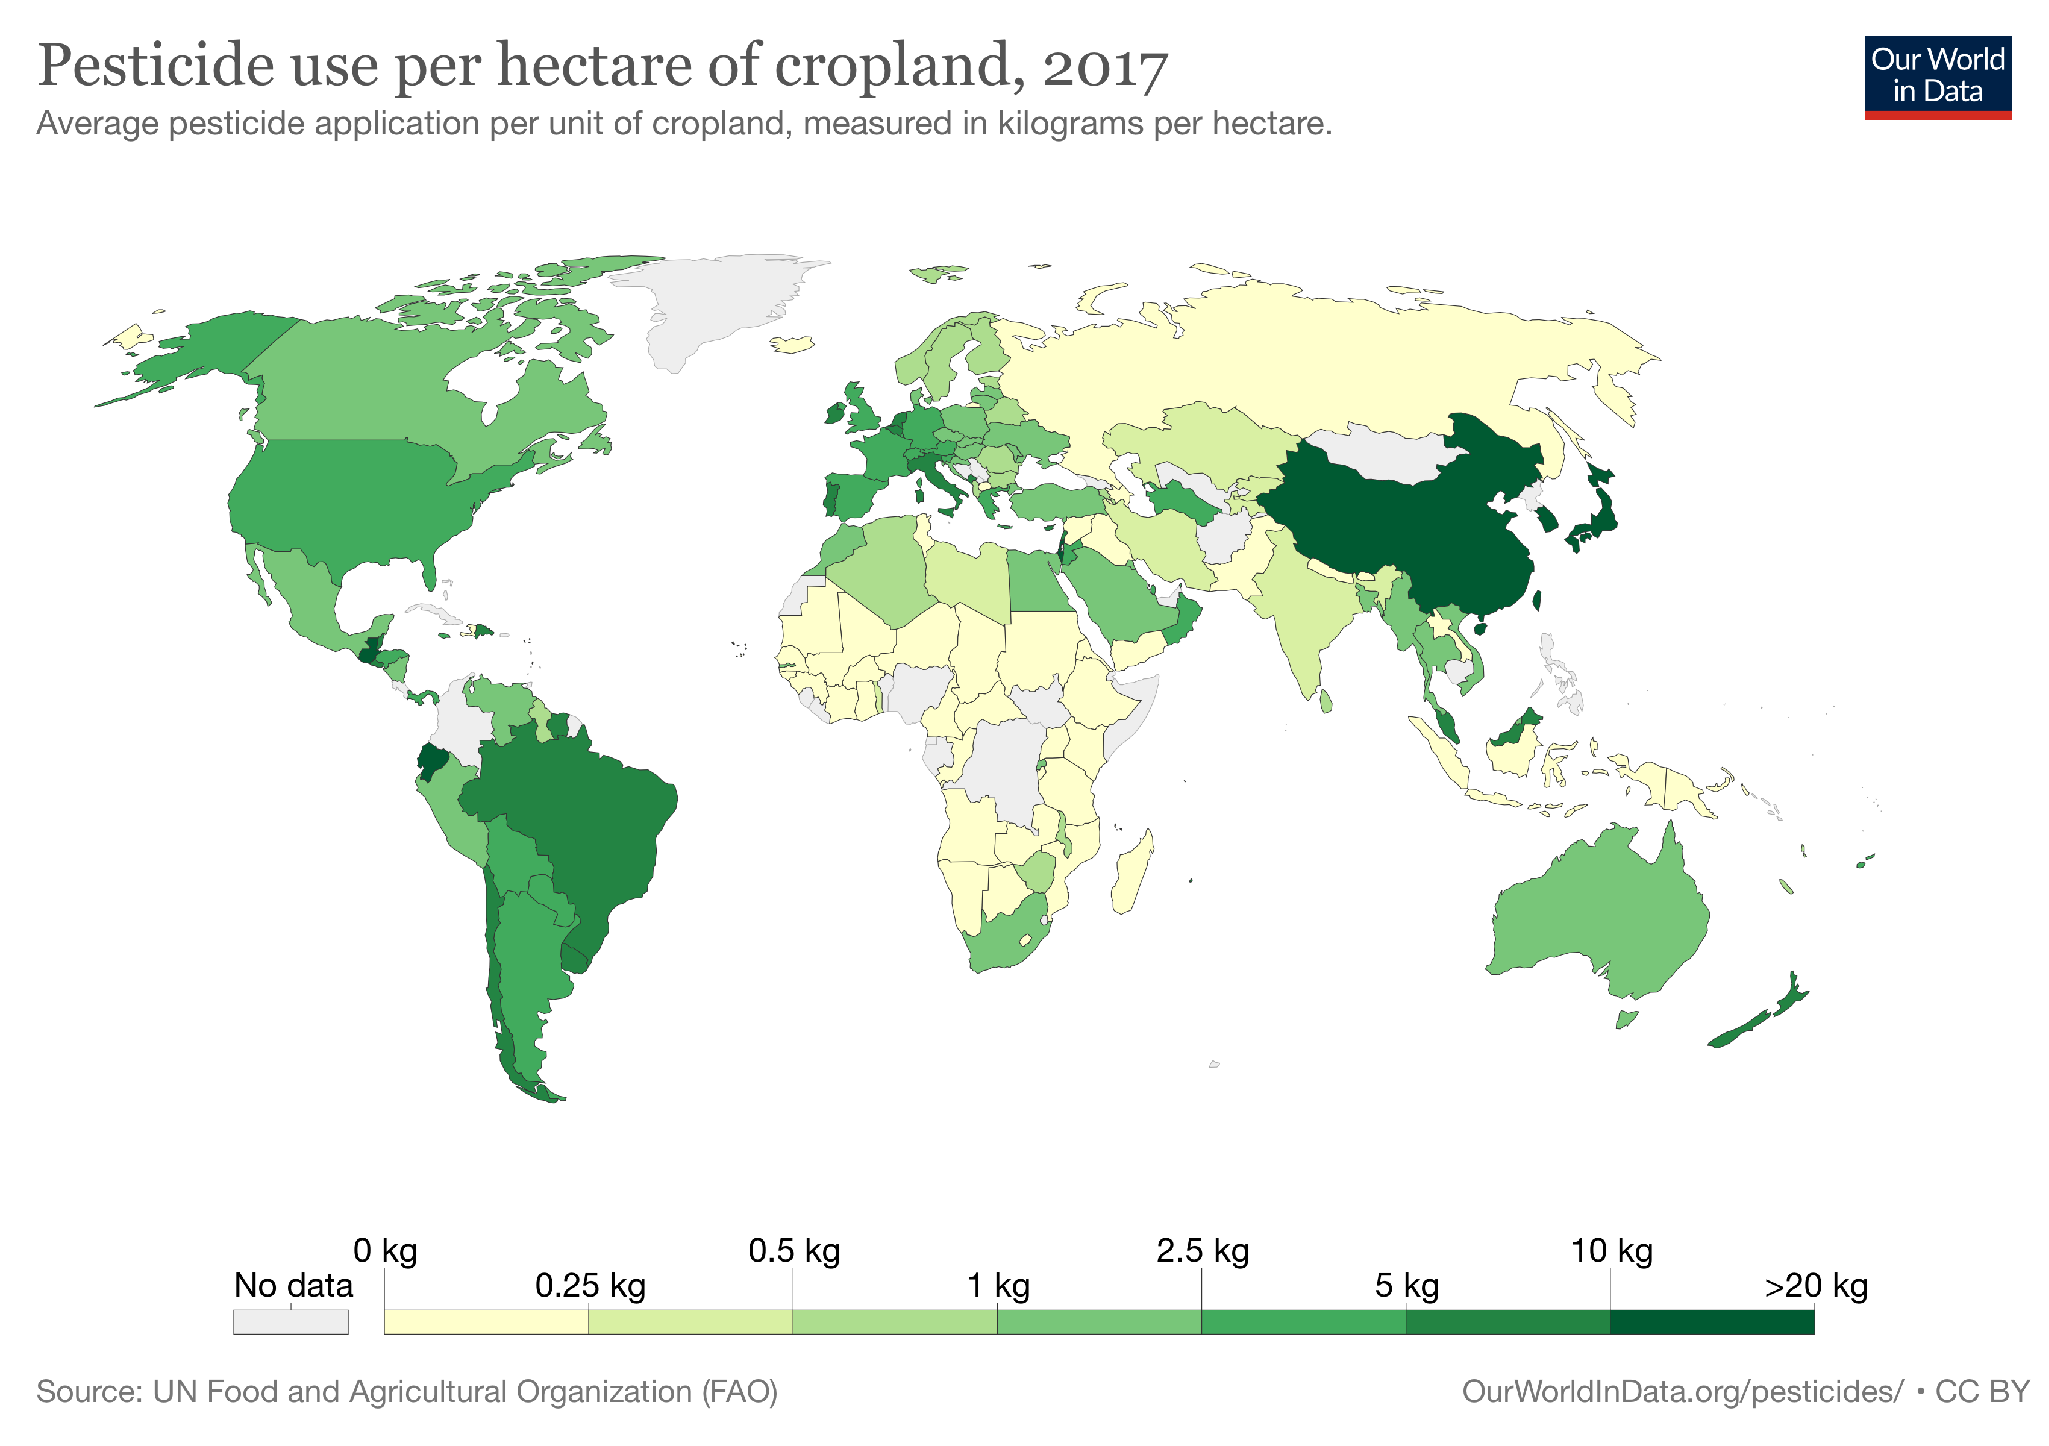 Pesticide use per hectare of cropland, 2017
Average pesticide application per unit of cropland, measured in kilograms per hectare.
Our World
in Data
No data
0 kg
0.25 kg
0.5 kg
1 kg
2.5 kg
5 kg
10 kg
>20 kg
Source: UN Food and Agricultural Organization (FAO)
OurWorldInData.org/pesticides/ • CC BY